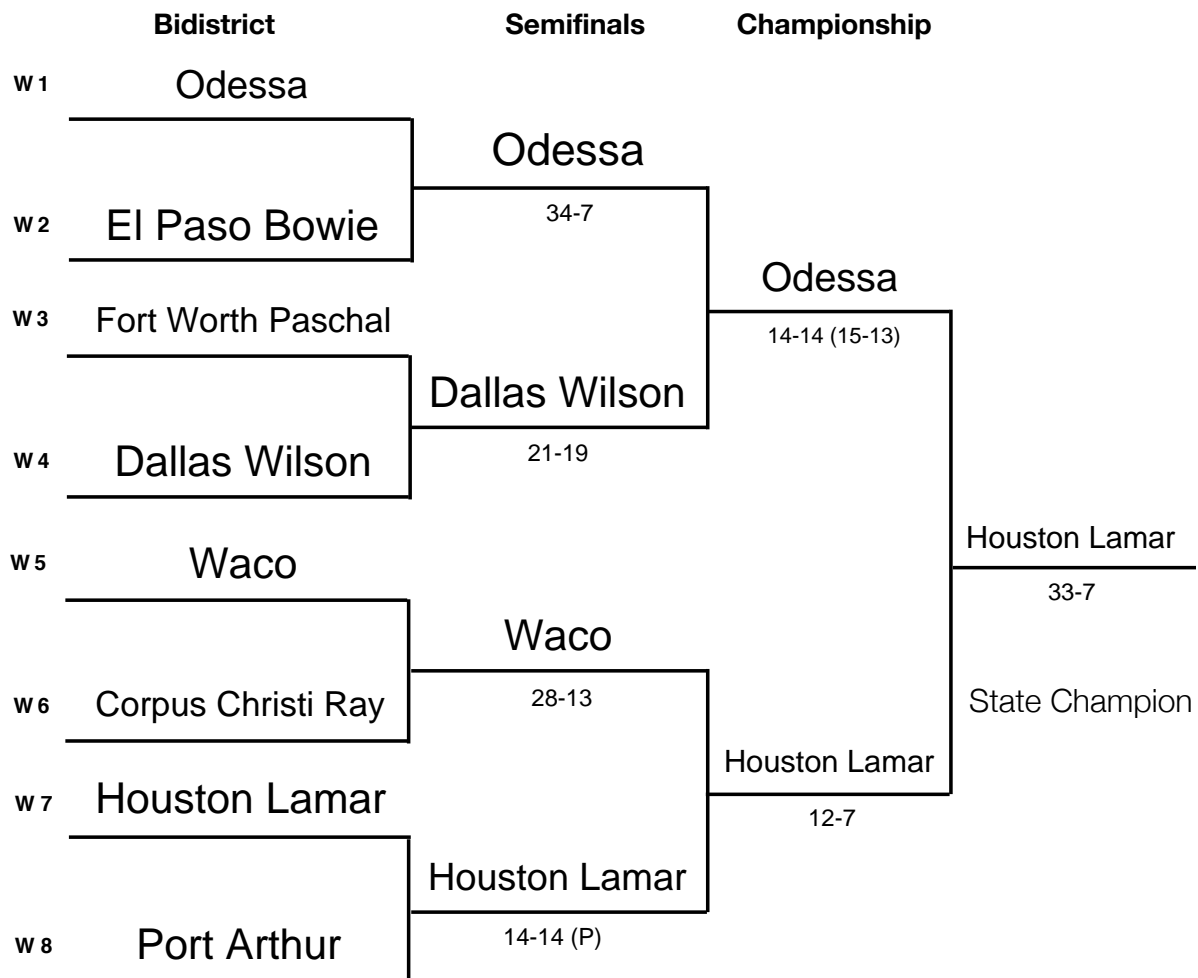 Bidistrict Semifinals Championship
W 1 Odessa
Odessa
34-7
W 2 El Paso Bowie
Odessa
14-14 (15-13)
W 3 Fort Worth Paschal
Dallas Wilson
21-19
W 4 Dallas Wilson
Houston Lamar
33-7
W 5 Waco
Waco
28-13
W 6 Corpus Christi Ray
State Champion
Houston Lamar
12-7
W 7 Houston Lamar
Houston Lamar
14-14 (P)
W 8 Port Arthur